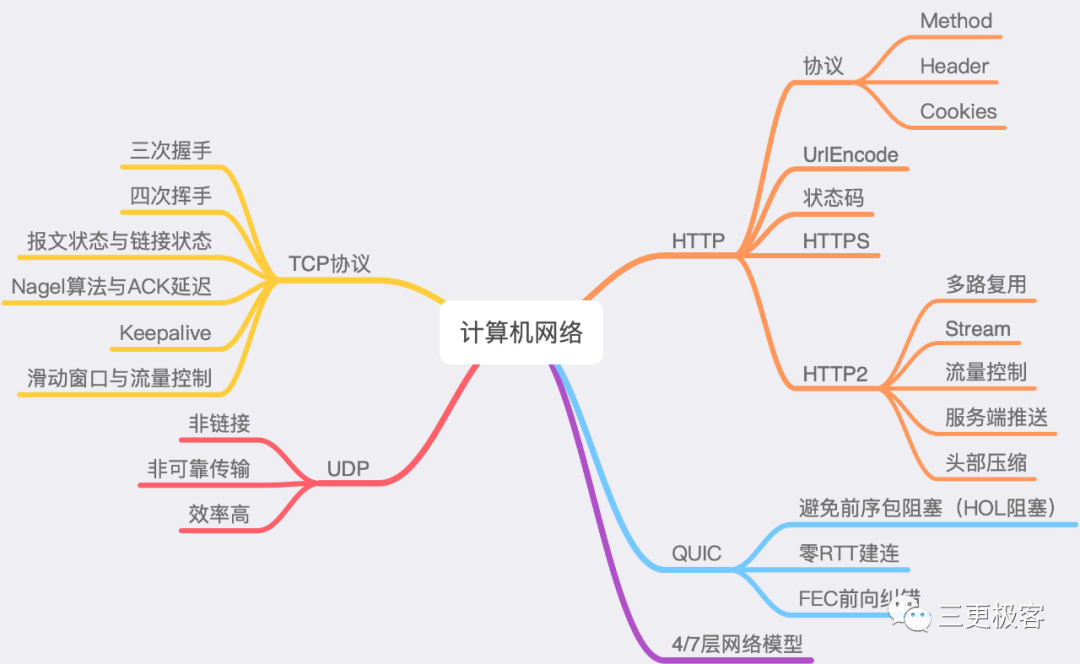 计算机网络
TCP协议
三次握手
四次挥手
报文状态与链接状态
Nagel算法与ACK延迟
Keepalive
滑动窗口与流量控制
UDP
非链接
非可靠传输
效率高
HTTP
协议
Method
Header
Cookies
UrlEncode
状态码
HTTPS
HTTP2
多路复用
Stream
流量控制
服务端推送
头部压缩
QUIC
避免前序包阻塞（HOL阻塞）
零RTT建连
FEC前向纠错
4/7层网络模型
三更极客